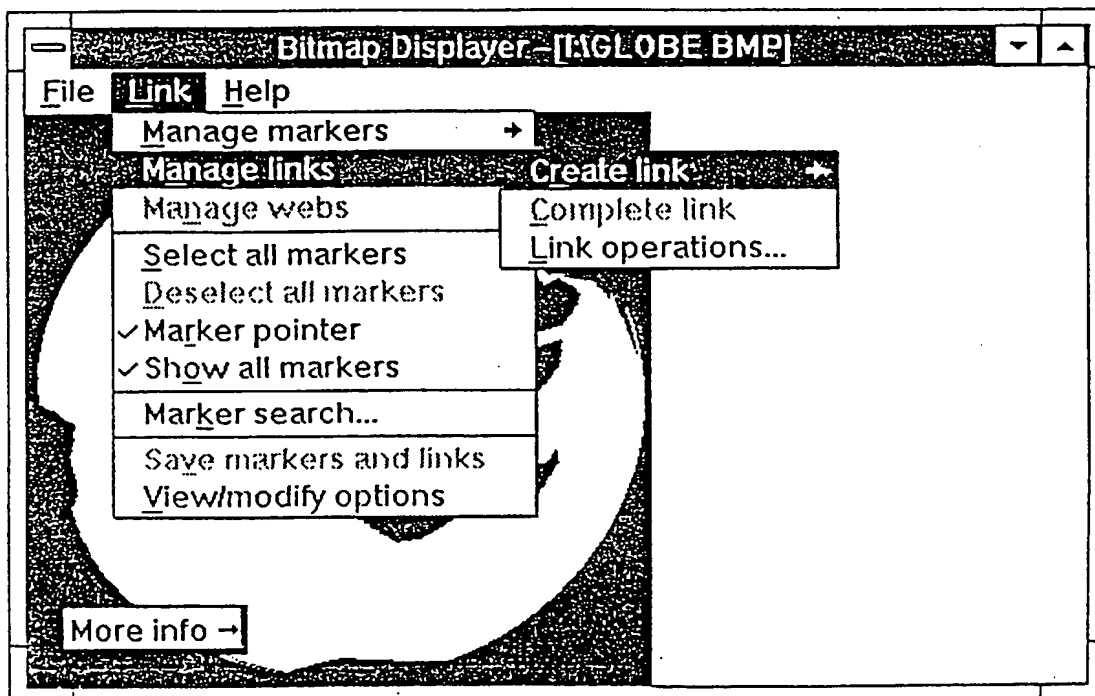 Bitmap Displayer-[I:\GLOBE.BMP]
File Link Help
Manage markers →
Manage links
Create link →
Manage webs
Complete link
Link operations...
Select all markers
Deselect all markers
✓Marker pointer
✓Show all markers
Marker search...
Save markers and links
View/modify options
More info →